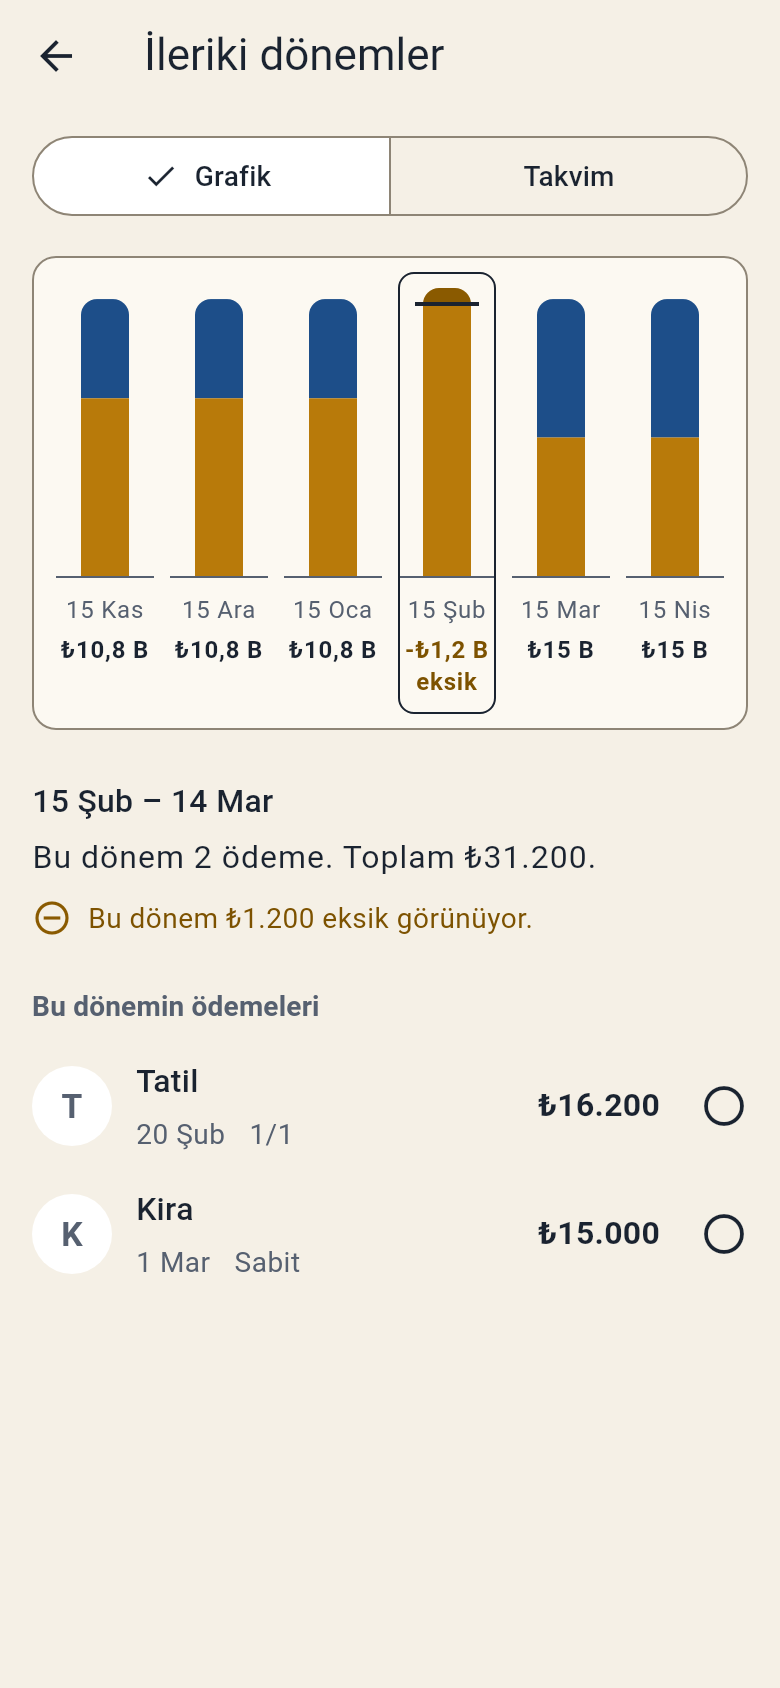 İleriki dönemler
Grafik
Takvim
15 Kas
15 Ara
15 Oca
15 Şub
15 Mar
15 Nis
₺10,8 B
₺10,8 B
₺10,8 B
-₺1,2 B
eksik
₺15 B
₺15 B
15 Şub – 14 Mar
Bu dönem 2 ödeme. Toplam ₺31.200.
Bu dönem ₺1.200 eksik görünüyor.
Bu dönemin ödemeleri
T
Tatil
20 Şub 1/1
₺16.200
K
Kira
1 Mar Sabit
₺15.000